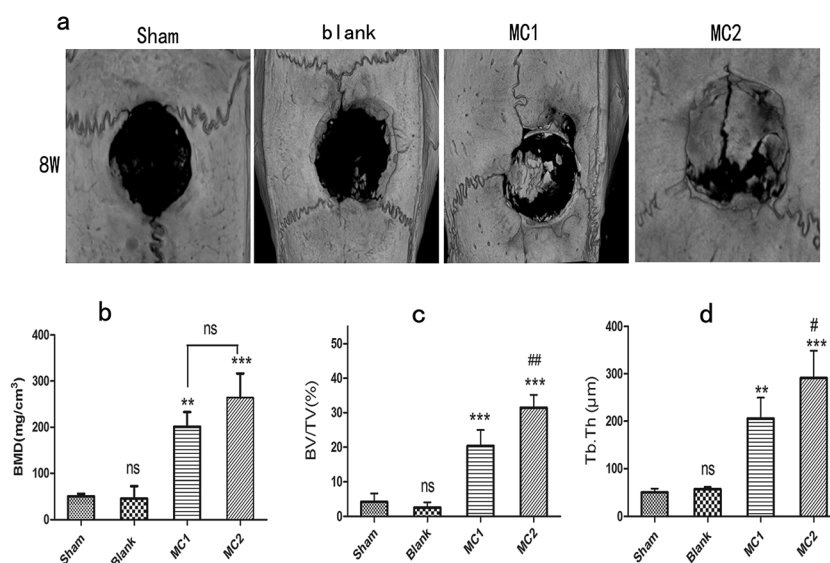 a
Sham
blank
MC1
MC2
8W
b
BMD(mg/cm³)
400
300
200
100
0
ns
ns
**
***
Sham
Blank
MC1
MC2
c
BV/TV(%)
50
40
30
20
10
0
ns
***
##
***
Sham
Blank
MC1
MC2
d
Tb.Th (μm)
400
300
200
100
0
ns
**
#
***
Sham
Blank
MC1
MC2